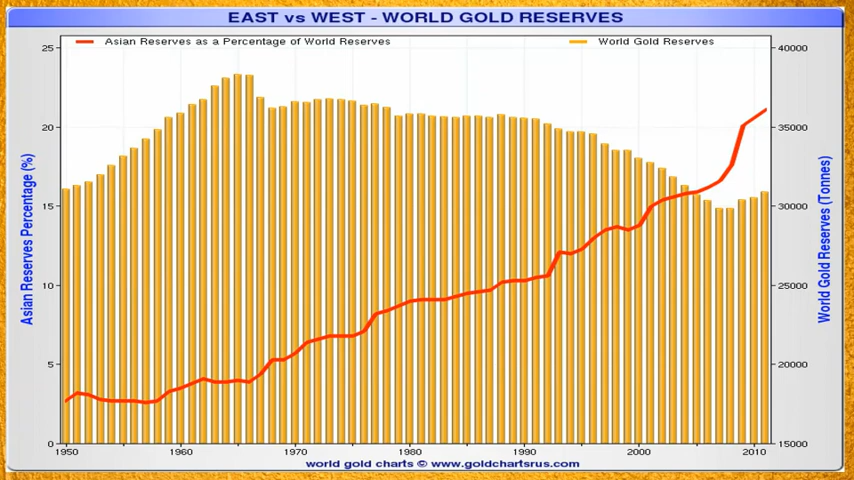 EAST vs WEST - WORLD GOLD RESERVES
Asian Reserves as a Percentage of World Reserves
World Gold Reserves
25
20
15
10
5
0
Asian Reserves Percentage (%)
40000
35000
30000
25000
20000
15000
World Gold Reserves (Tonnes)
1950 1960 1970 1980 1990 2000 2010
world gold charts © www.goldchartsrus.com